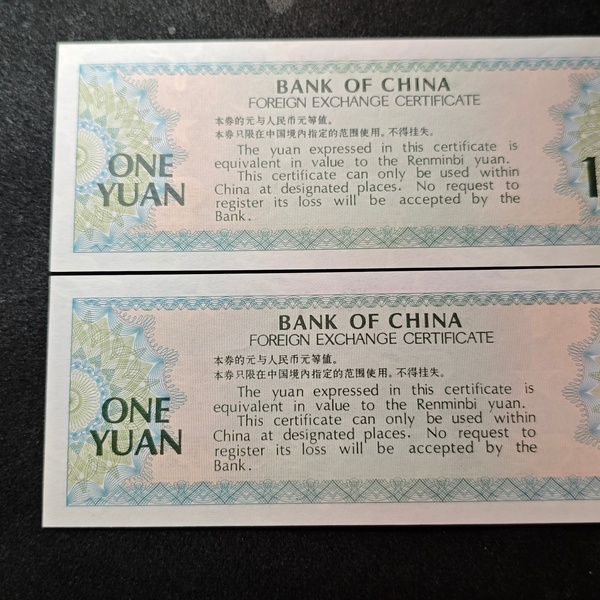 BANK OF CHINA
FOREIGN EXCHANGE CERTIFICATE
本券的元与人民币元等值。
本券只限在中国境内指定的范围使用。不得挂失。
The yuan expressed in this certificate is
equivalent in value to the Renminbi yuan.
This certificate can only be used within
China at designated places. No request to
register its loss will be accepted by the
Bank.
ONE
YUAN
1
BANK OF CHINA
FOREIGN EXCHANGE CERTIFICATE
本券的元与人民币元等值。
本券只限在中国境内指定的范围使用。不得挂失。
The yuan expressed in this certificate is
equivalent in value to the Renminbi yuan.
This certificate can only be used within
China at designated places. No request to
register its loss will be accepted by the
Bank.
ONE
YUAN